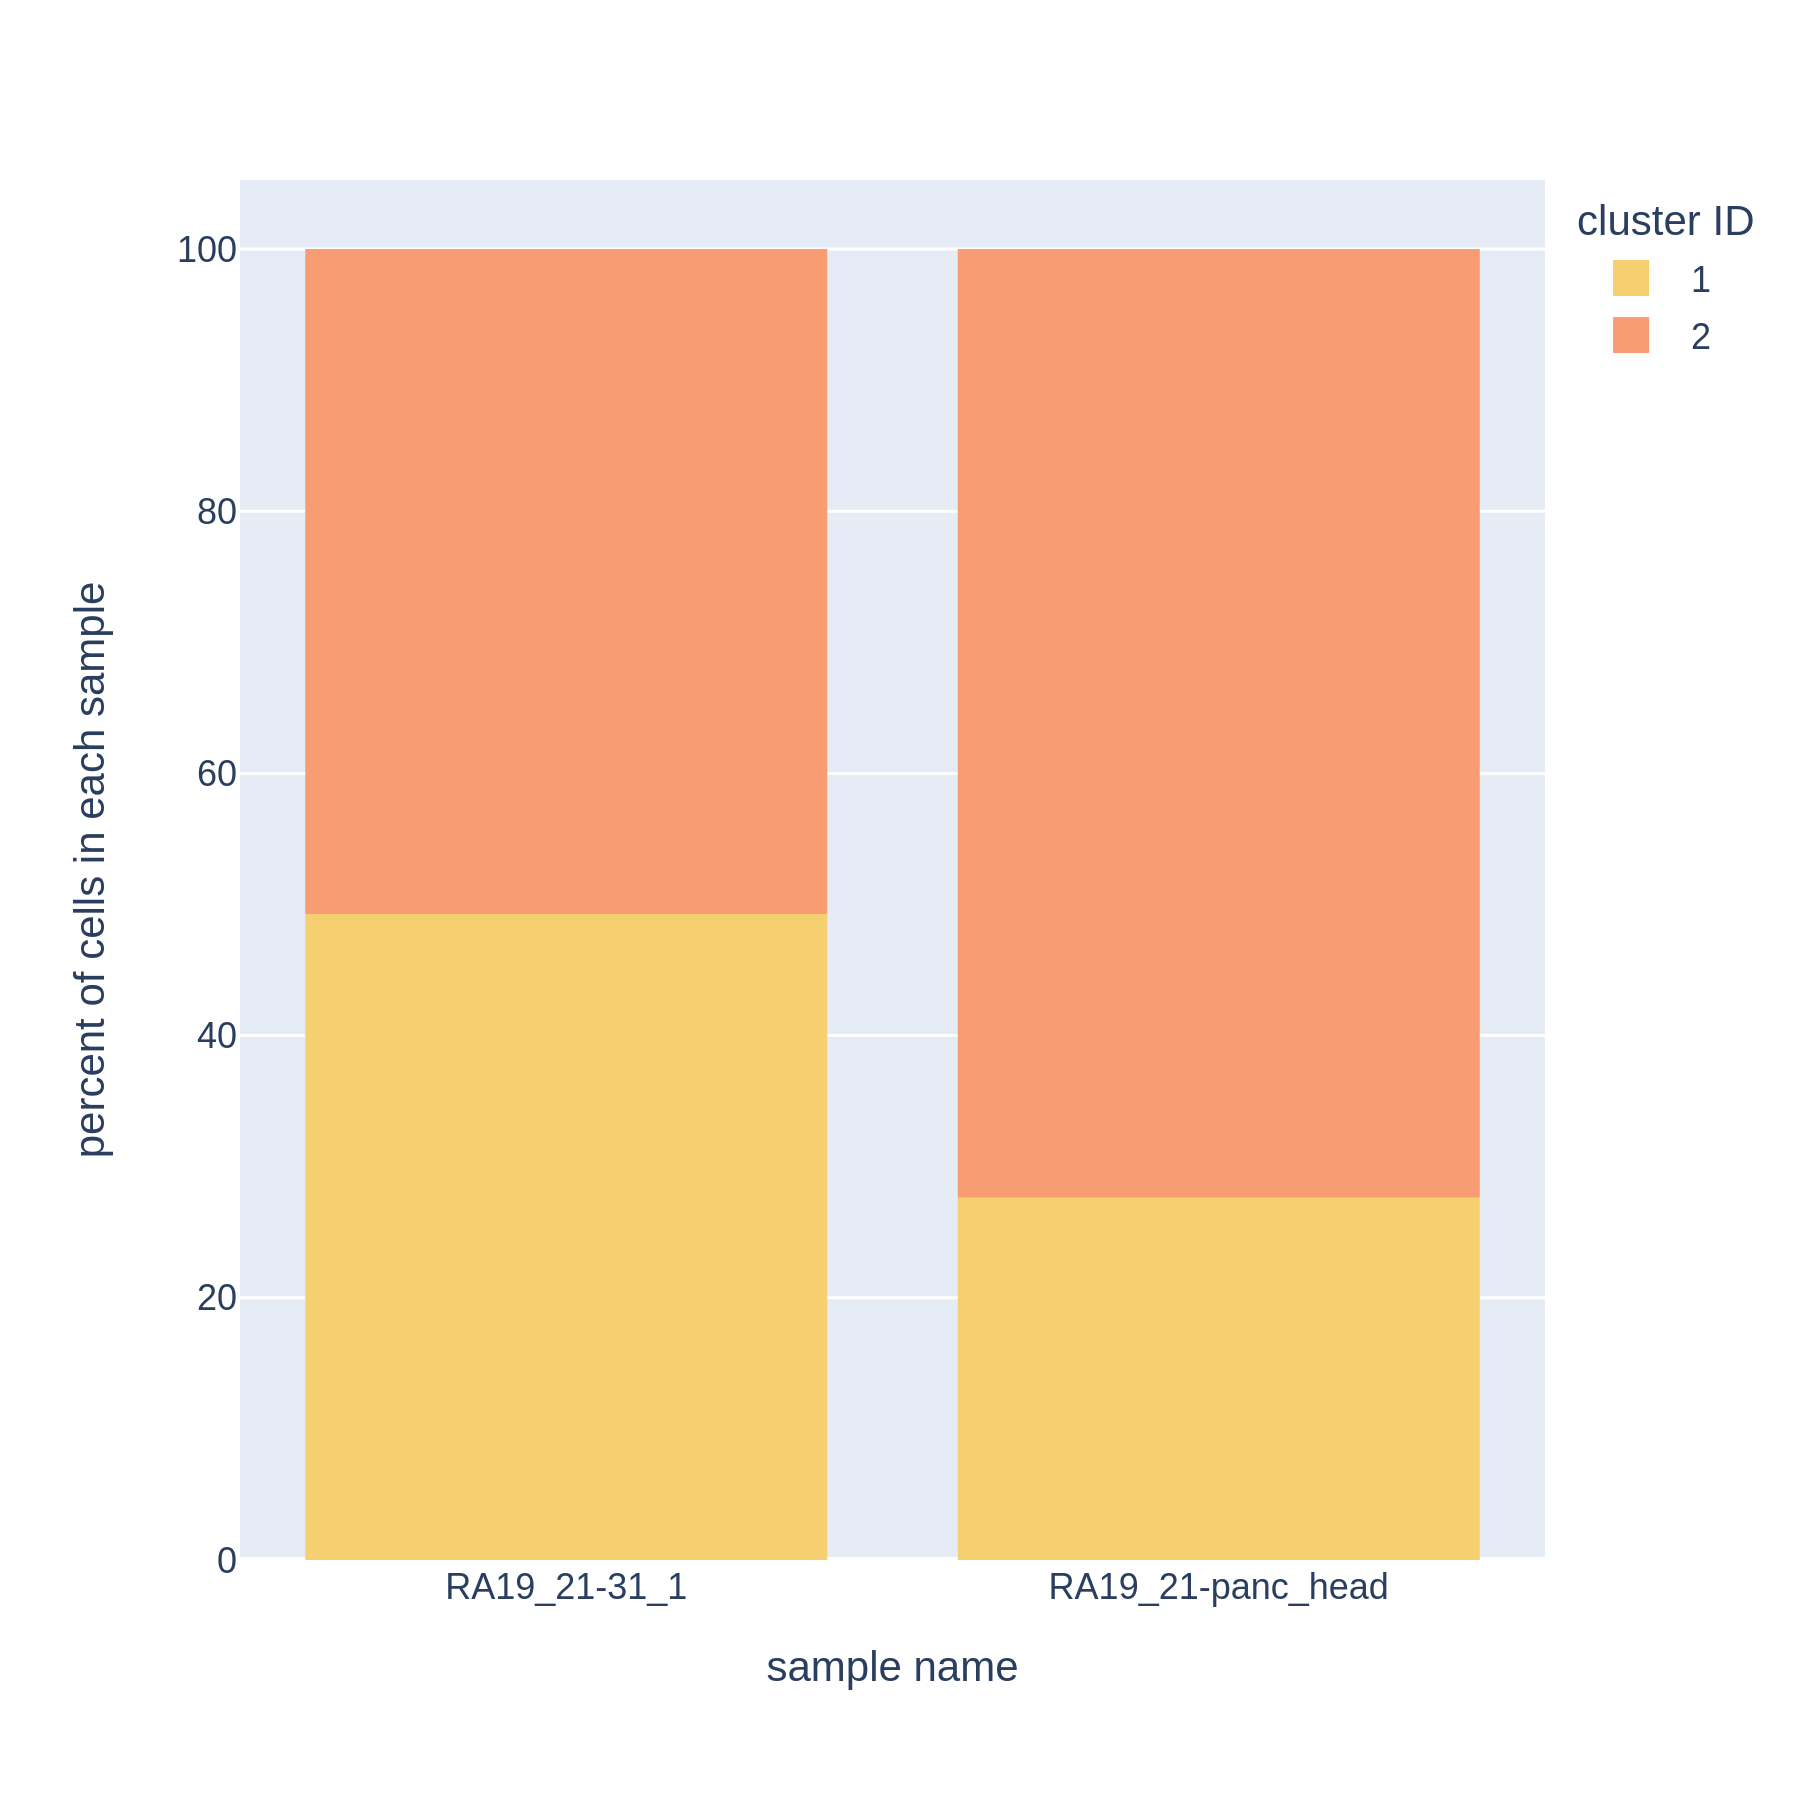 cluster ID
1
2
100
80
60
40
20
0
percent of cells in each sample
RA19_21-31_1
RA19_21-panc_head
sample name